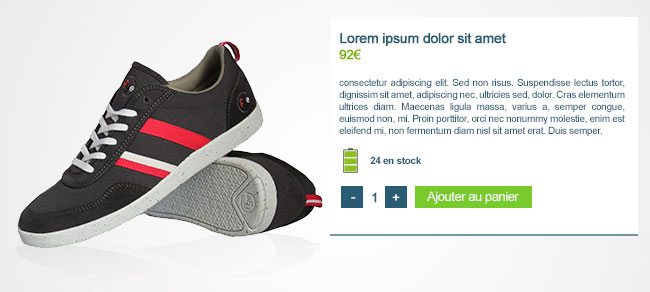 Lorem ipsum dolor sit amet
92€
consectetur adipiscing elit. Sed non risus. Suspendisse lectus tortor,
dignissim sit amet, adipiscing nec, ultricies sed, dolor. Cras elementum
ultrices diam. Maecenas ligula massa, varius a, semper congue,
euismod non, mi. Proin porttitor, orci nec nonummy molestie, enim est
eleifend mi, non fermentum diam nisl sit amet erat. Duis semper.
24 en stock
- 1 + Ajouter au panier